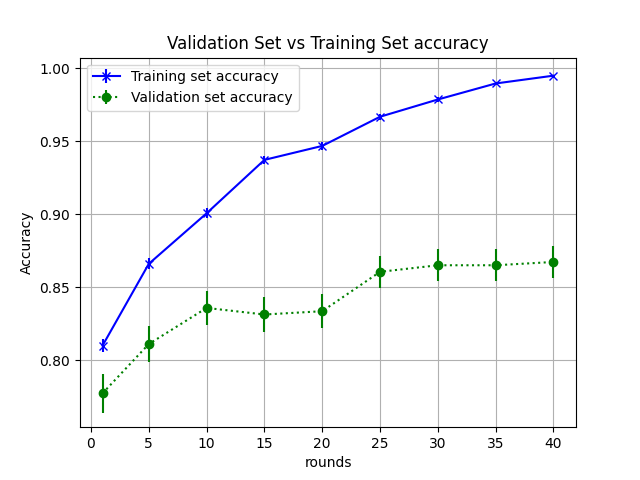 Validation Set vs Training Set accuracy
1.00
0.95
0.90
0.85
0.80
Accuracy
Training set accuracy
Validation set accuracy
0 5 10 15 20 25 30 35 40
rounds